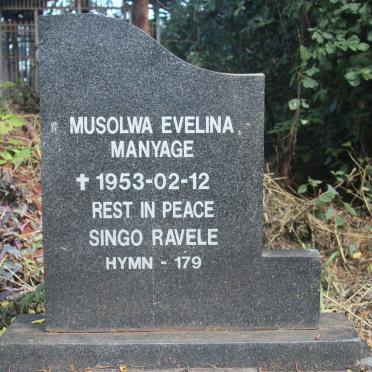 MUSOLWA EVELINA
MANYAGE
✝ 1953-02-12
REST IN PEACE
SINGO RAVELE
HYMN - 179